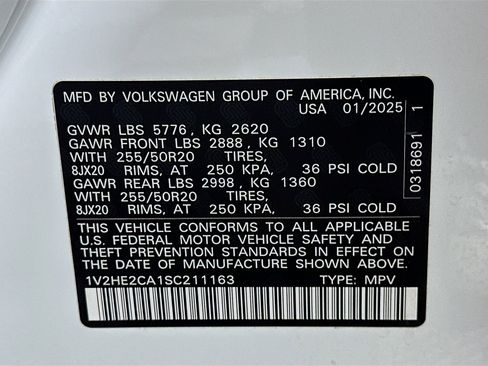 MFD BY VOLKSWAGEN GROUP OF AMERICA, INC.
USA 01/2025
GVWR LBS 5776, KG 2620
GAWR FRONT LBS 2888, KG 1310
WITH 255/50R20 TIRES,
8JX20 RIMS, AT 250 KPA, 36 PSI COLD
GAWR REAR LBS 2998, KG 1360
WITH 255/50R20 TIRES,
8JX20 RIMS, AT 250 KPA, 36 PSI COLD
THIS VEHICLE CONFORMS TO ALL APPLICABLE
U.S. FEDERAL MOTOR VEHICLE SAFETY AND
THEFT PREVENTION STANDARDS IN EFFECT ON
THE DATE OF MANUFACTURE SHOWN ABOVE.
1V2HE2CA1SC211163 TYPE: MPV
0318691 1